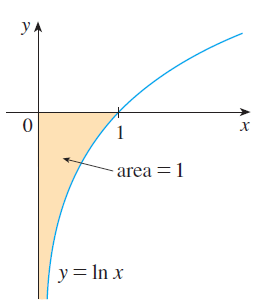 y
0
1
x
area = 1
y = ln x